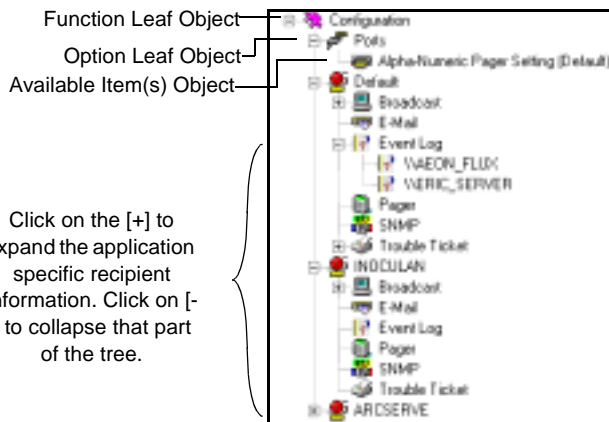 Function Leaf Object
Option Leaf Object
Available Item(s) Object
Click on the [+] to
xpand the application
specific recipient
nformation. Click on [-
to collapse that part
of the tree.
Configuration
Ports
Alpha-Numeric Pager Setting (Default)
Default
Broadcast
E-Mail
Event Log
\\AEON_FLUX
\\ERIC_SERVER
Pager
SNMP
Trouble Ticket
INOCULAN
Broadcast
E-Mail
Event Log
Pager
SNMP
Trouble Ticket
ARCSERVE